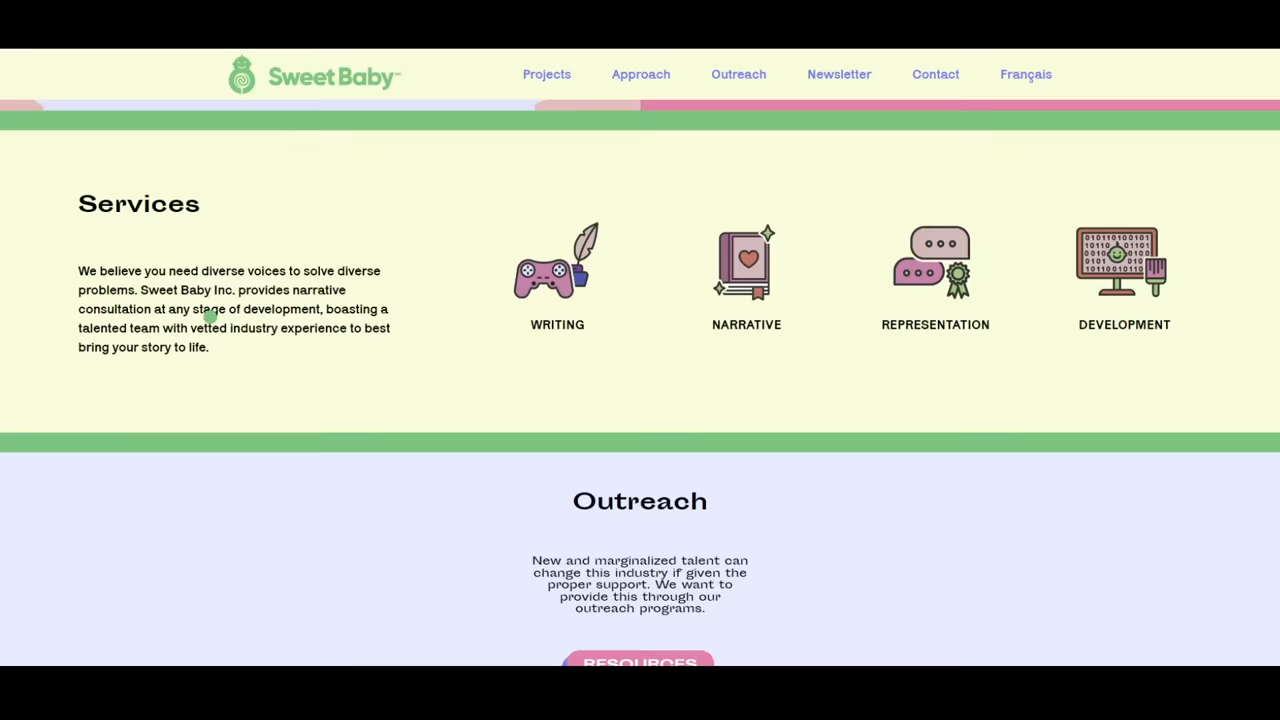 Sweet Baby
Projects
Approach
Outreach
Newsletter
Contact
Français
Services
We believe you need diverse voices to solve diverse
problems. Sweet Baby Inc. provides narrative
consultation at any stage of development, boasting a
talented team with vetted industry experience to best
bring your story to life.
WRITING
NARRATIVE
REPRESENTATION
DEVELOPMENT
010110100101
Outreach
New and marginalized talent can
change this industry if given the
proper support. We want to
provide this through our
outreach programs.
RESOURCES